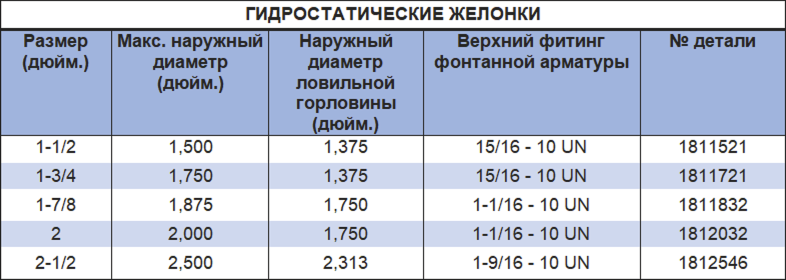 ГИДРОСТАТИЧЕСКИЕ ЖЕЛОНКИ
Размер (дюйм.) Макс. наружный диаметр (дюйм.) Наружный диаметр ловильной горловины (дюйм.) Верхний фитинг фонтанной арматуры № детали
1-1/2 1,500 1,375 15/16 - 10 UN 1811521
1-3/4 1,750 1,375 15/16 - 10 UN 1811721
1-7/8 1,875 1,750 1-1/16 - 10 UN 1811832
2 2,000 1,750 1-1/16 - 10 UN 1812032
2-1/2 2,500 2,313 1-9/16 - 10 UN 1812546